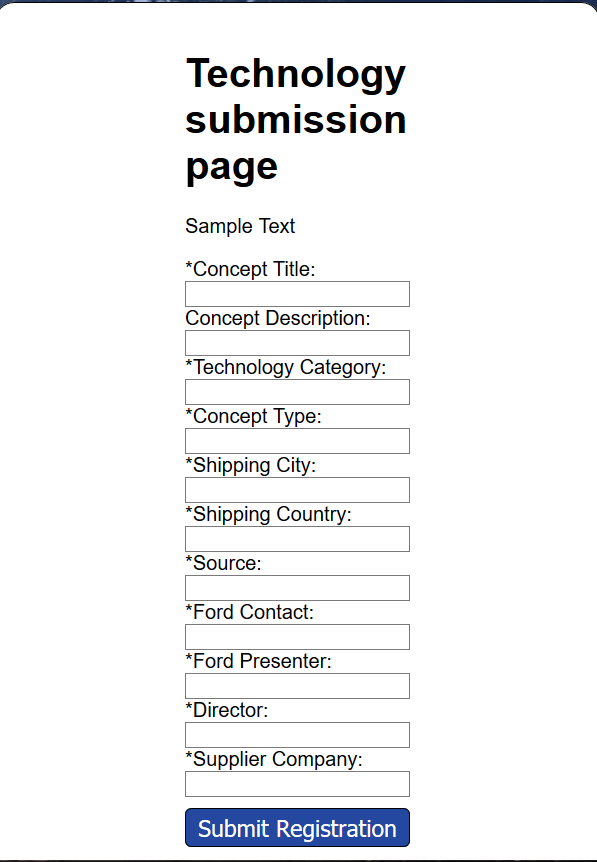 Technology
submission
page
Sample Text
*Concept Title:
Concept Description:
*Technology Category:
*Concept Type:
*Shipping City:
*Shipping Country:
*Source:
*Ford Contact:
*Ford Presenter:
*Director:
*Supplier Company:
Submit Registration